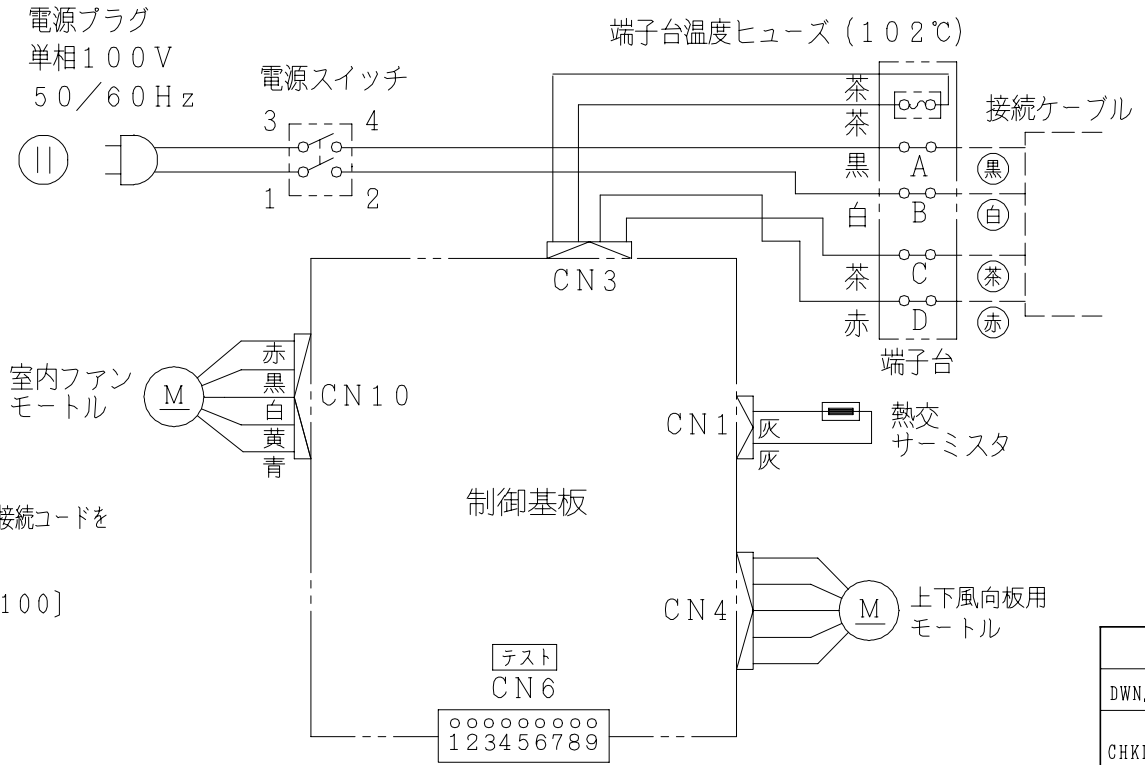 電源プラグ
単相100V
50/60Hz
電源スイッチ
3
4
1
2
端子台温度ヒューズ(102℃)
茶
茶
黒
白
茶
赤
A
B
C
D
端子台
接続ケーブル
黒
白
茶
赤
CN3
室内ファン
モートル
M
赤
黒
白
黄
青
CN10
CN1
灰
灰
熱交
サーミスタ
制御基板
接続コードを
100]
CN4
M
上下風向板用
モートル
テスト
CN6
123456789
DWN.
CHKD